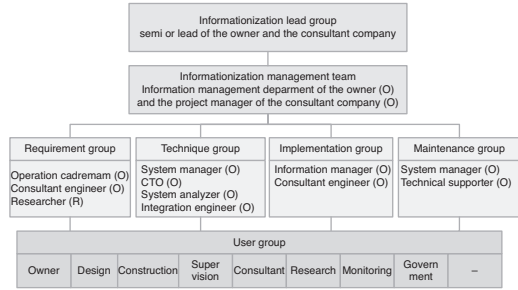 Informationization lead group
semi or lead of the owner and the consultant company
Informationization management team
Information management deparment of the owner (O)
and the project manager of the consultant company (O)
Requirement group
Operation cadremam (O)
Consultant engineer (O)
Researcher (R)
Technique group
System manager (O)
CTO (O)
System analyzer (O)
Integration engineer (O)
Implementation group
Information manager (O)
Consultant engineer (O)
Maintenance group
System manager (O)
Technical supporter (O)
User group
Owner
Design
Construction
Super
vision
Consultant
Research
Monitoring
Govern
ment
–